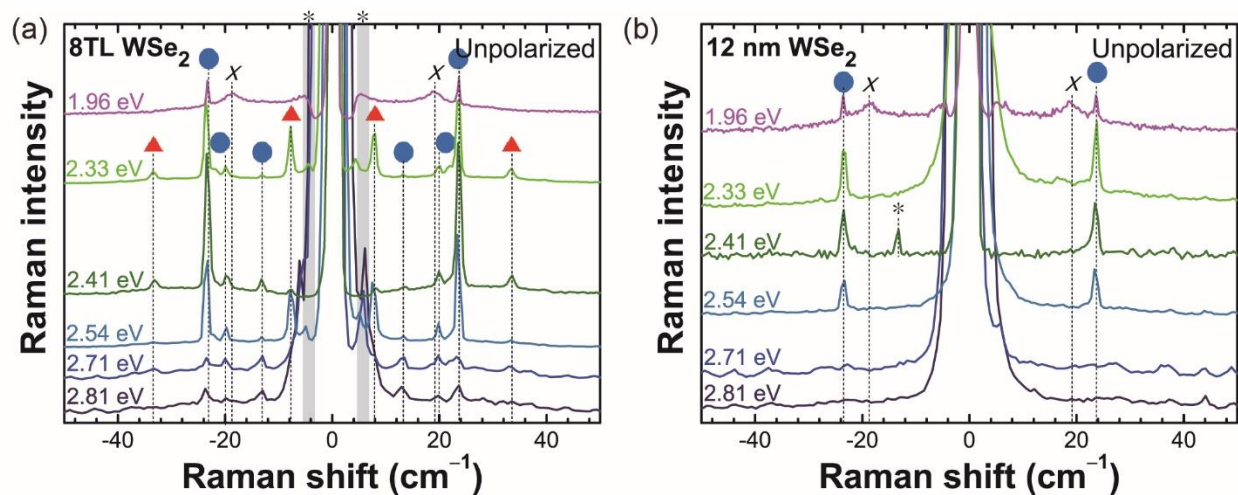 (a)
8TL WSe₂
Unpolarized
*
*
x
x
1.96 eV
2.33 eV
2.41 eV
2.54 eV
2.71 eV
2.81 eV
-40
-20
0
20
40
Raman shift (cm⁻¹)
Raman intensity
(b)
12 nm WSe₂
Unpolarized
x
x
1.96 eV
2.33 eV
*
2.41 eV
2.54 eV
2.71 eV
2.81 eV
-40
-20
0
20
40
Raman shift (cm⁻¹)
Raman intensity